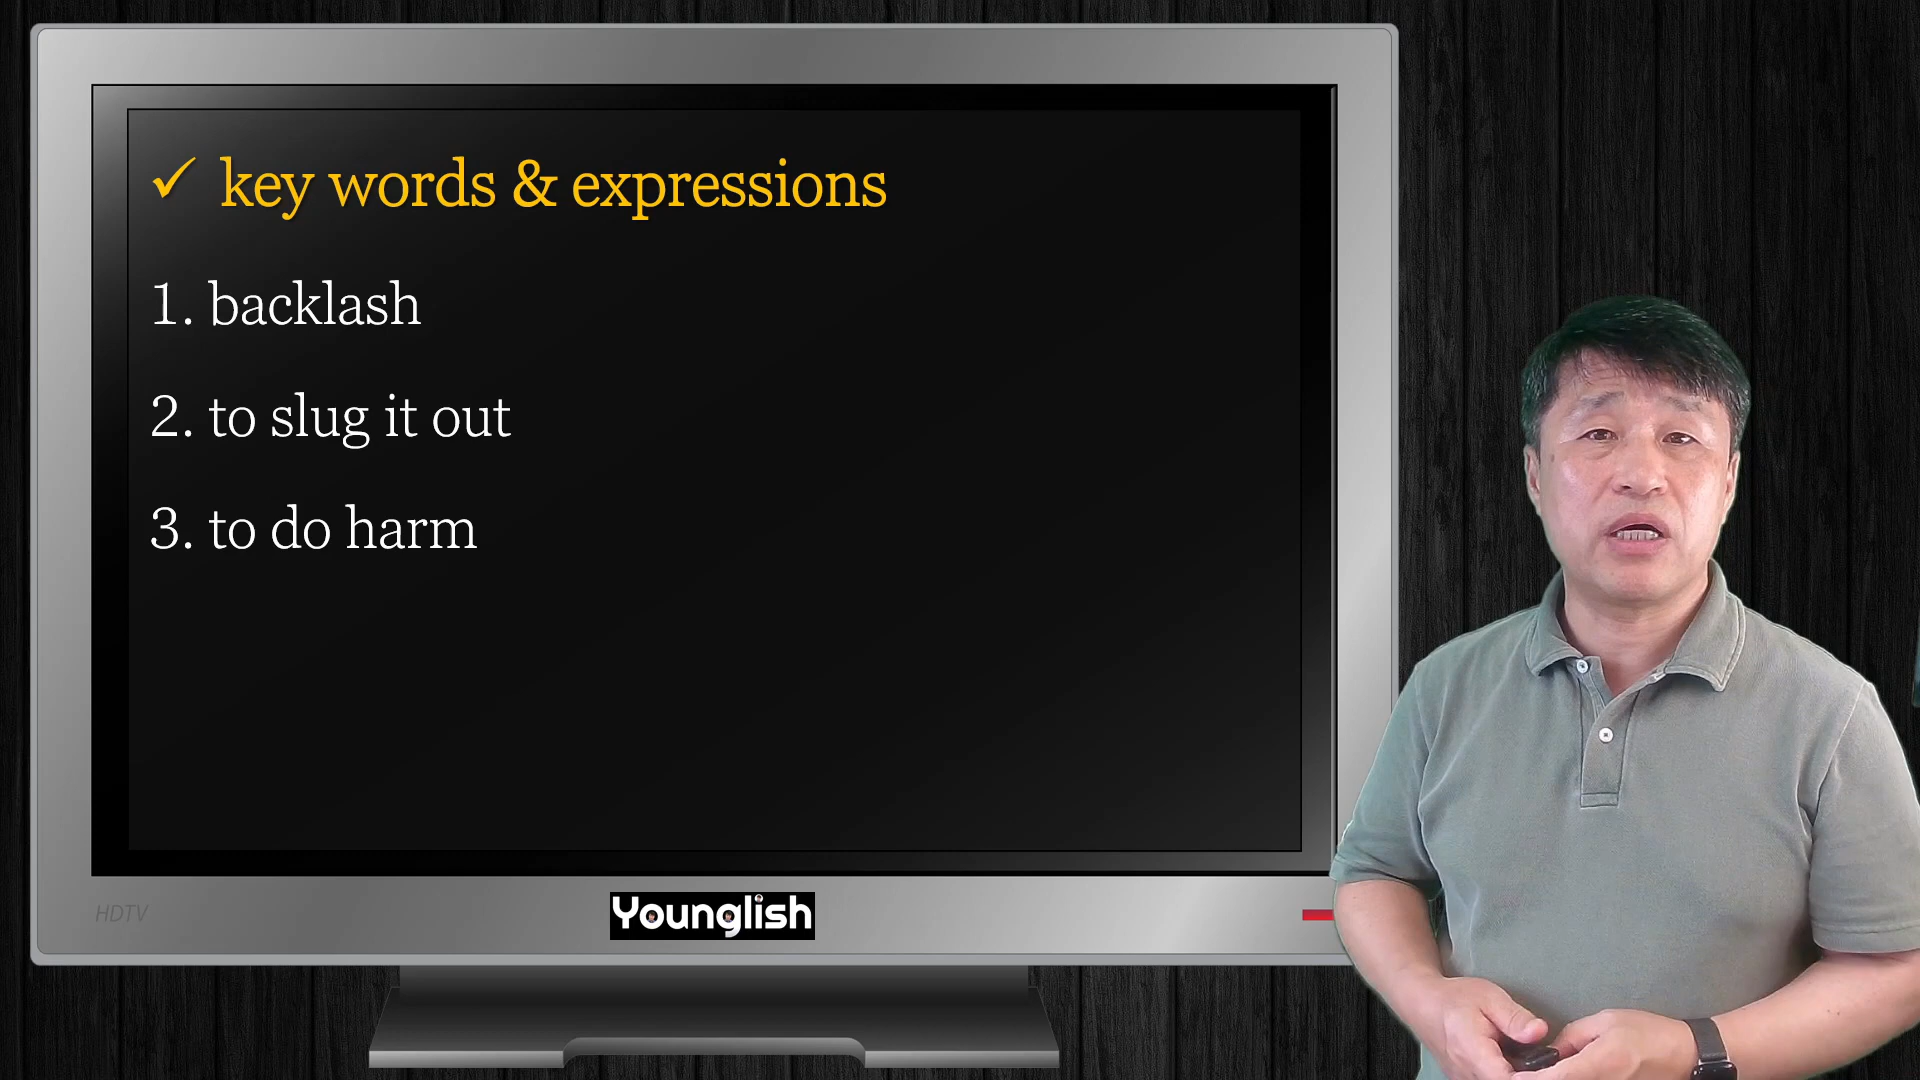 ✓ key words & expressions
1. backlash
2. to slug it out
3. to do harm
HDTV
Younglish